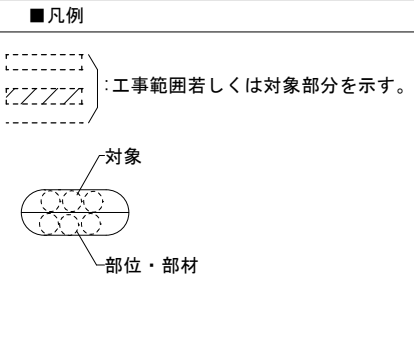 ■凡例
:工事範囲若しくは対象部分を示す。
対象
部位・部材